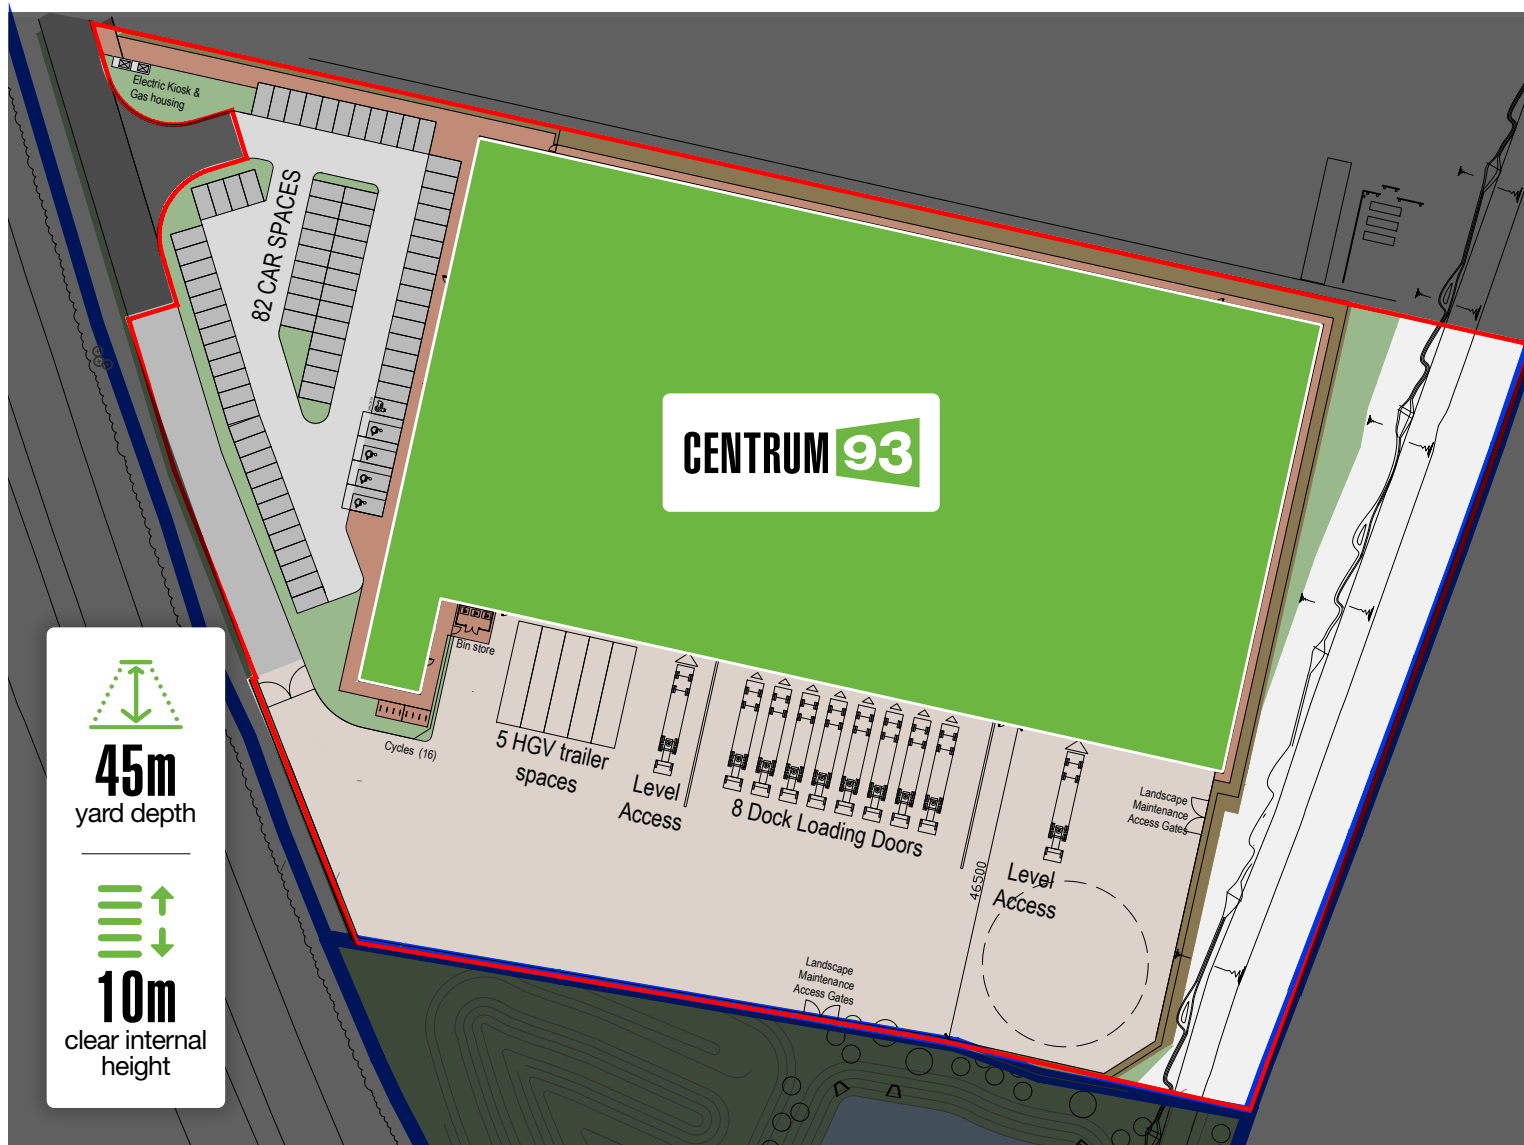 Electric Kiosk &
Gas housing
82 CAR SPACES
CENTRUM 93
Bin store
Cycles (16)
5 HGV trailer
spaces
Level
Access
8 Dock Loading Doors
Landscape
Maintenance
Access Gates
46500
Level
Access
Landscape
Maintenance
Access Gates
45m
yard depth
10m
clear internal
height